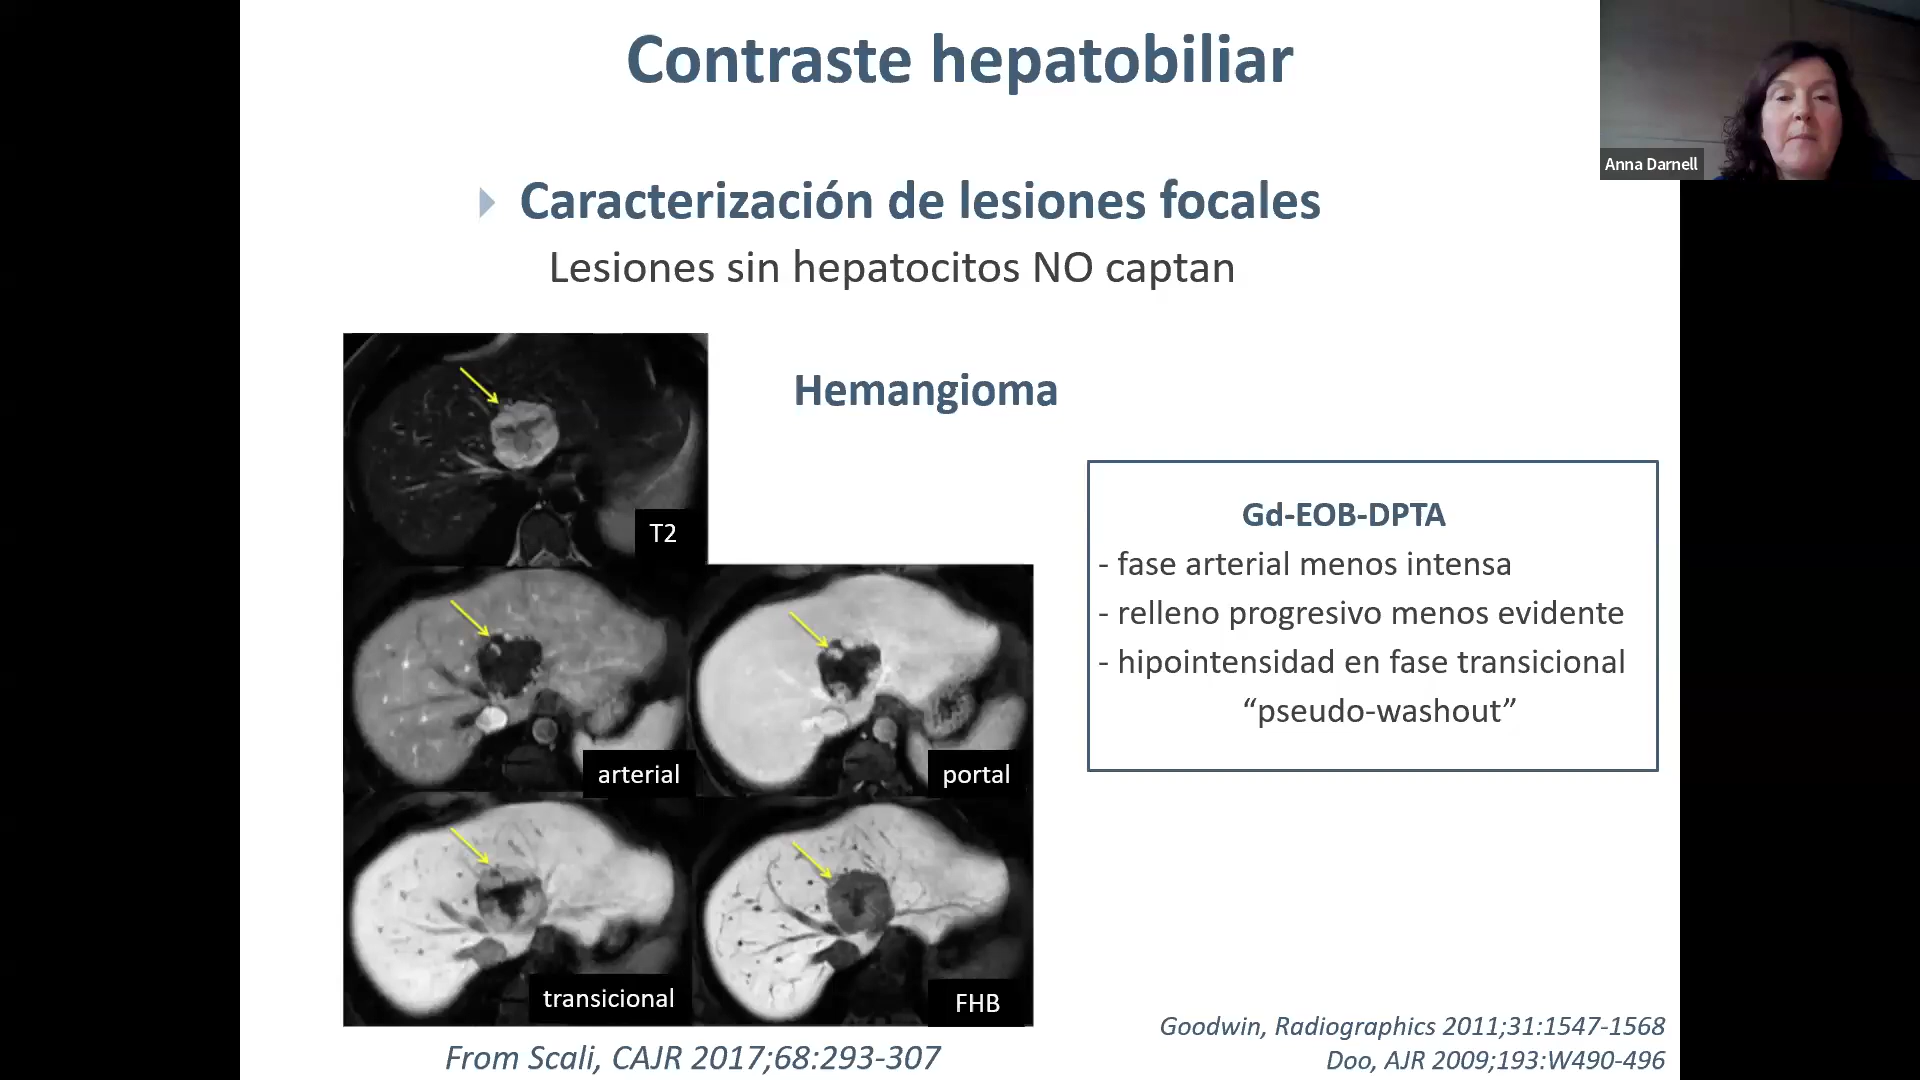 Contraste hepatobiliar
Anna Darnell
Caracterización de lesiones focales
Lesiones sin hepatocitos NO captan
Hemangioma
T2
arterial
portal
transicional
FHB
Gd-EOB-DPTA
- fase arterial menos intensa
- relleno progresivo menos evidente
- hipointensidad en fase transicional
“pseudo-washout”
From Scali, CAJR 2017;68:293-307
Goodwin, Radiographics 2011;31:1547-1568
Doo, AJR 2009;193:W490-496